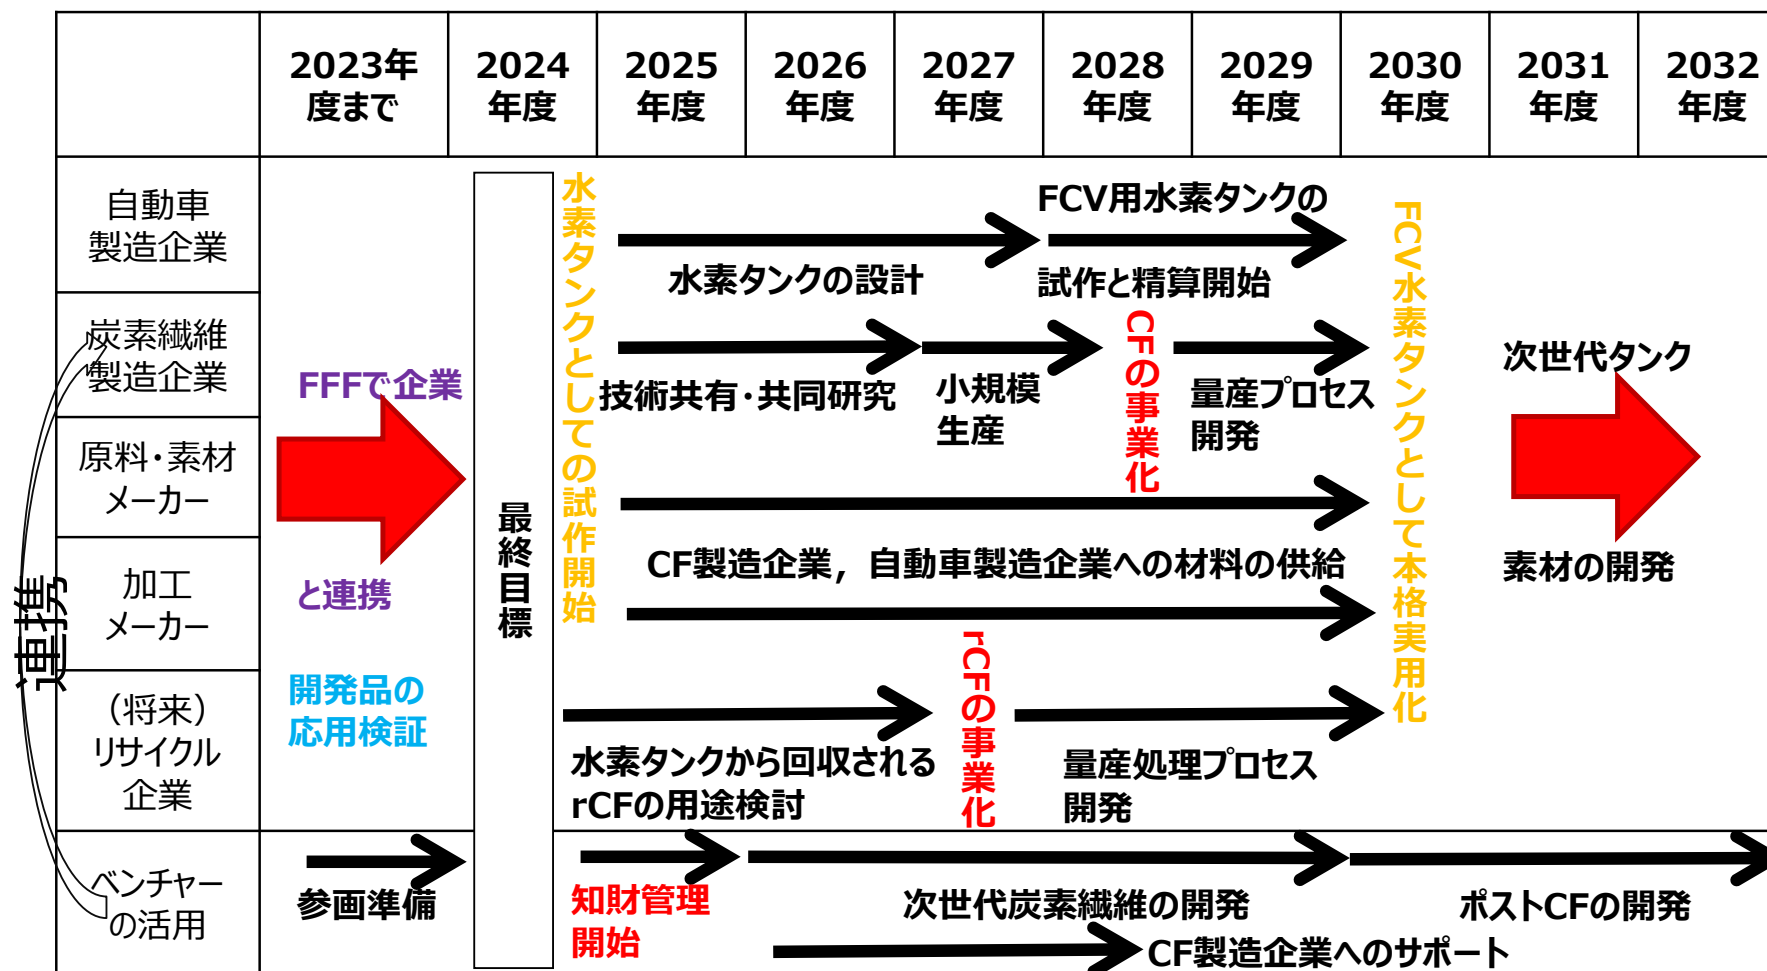 2023年
度まで
2024
年度
2025
年度
2026
年度
2027
年度
2028
年度
2029
年度
2030
年度
2031
年度
2032
年度
自動車
製造企業
炭素繊維
製造企業
原料・素材
メーカー
加工
メーカー
（将来）
リサイクル
企業
ベンチャー
の活用
連携
FFFで企業
と連携
開発品の
応用検証
参画準備
最終目標
水素タンクとしての試作開始
水素タンクの設計
FCV用水素タンクの
試作と精算開始
技術共有・共同研究
小規模
生産
CFの事業化
量産プロセス
開発
CF製造企業，自動車製造企業への材料の供給
水素タンクから回収される
rCFの用途検討
rCFの事業化
量産処理プロセス
開発
FCV水素タンクとして本格実用化
次世代タンク
素材の開発
知財管理
開始
次世代炭素繊維の開発
ポストCFの開発
CF製造企業へのサポート